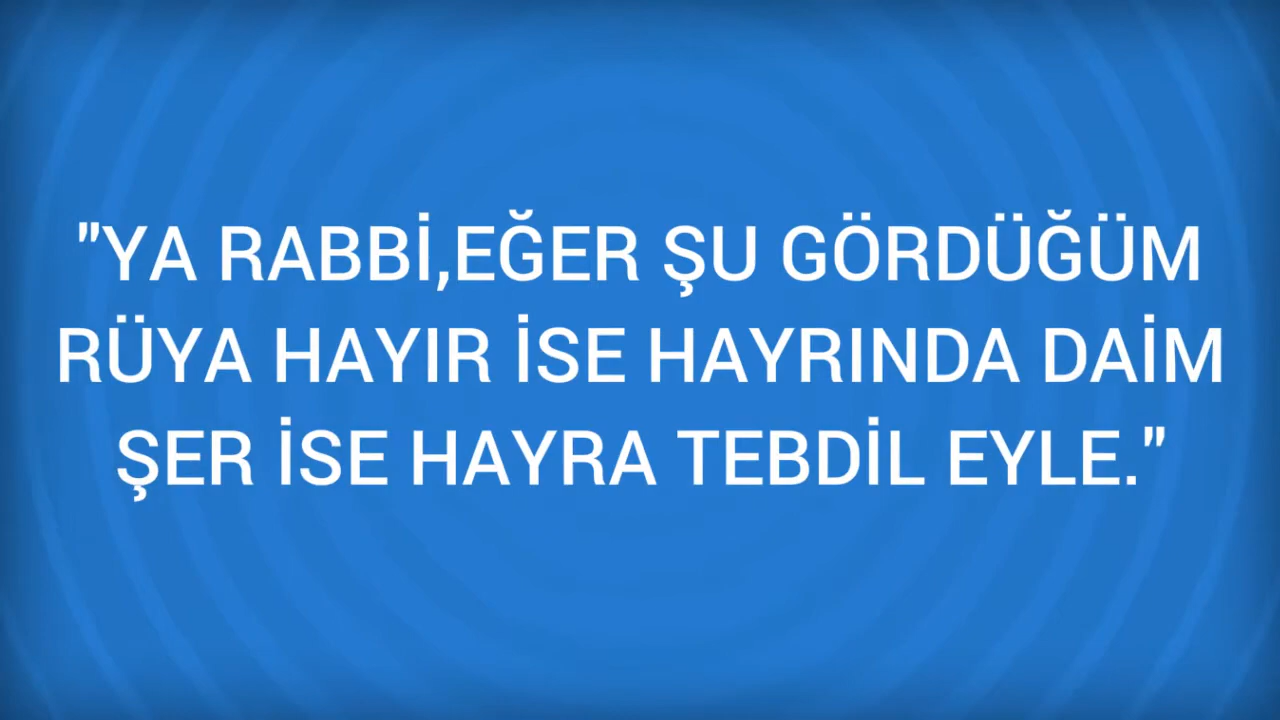 "YA RABBİ,EĞER ŞU GÖRDÜĞÜM
RÜYA HAYIR İSE HAYRINDA DAİM
ŞER İSE HAYRA TEBDİL EYLE."